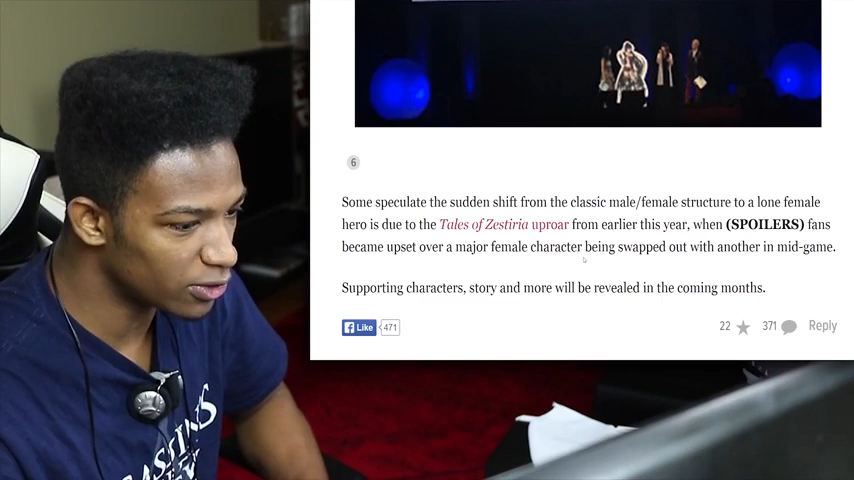 6
Some speculate the sudden shift from the classic male/female structure to a lone female
hero is due to the Tales of Zestiria uproar from earlier this year, when (SPOILERS) fans
became upset over a major female character being swapped out with another in mid-game.
Supporting characters, story and more will be revealed in the coming months.
Like 471
22 371 Reply